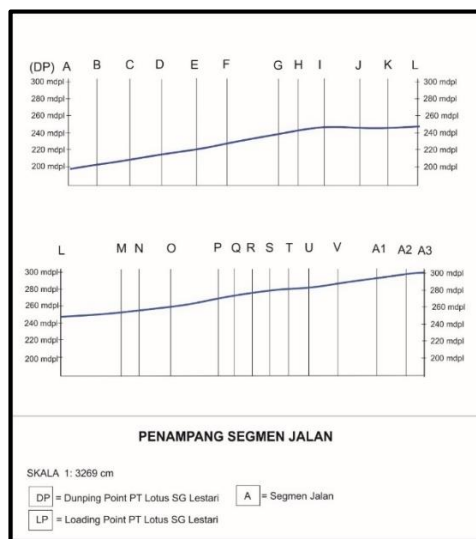 (DP) A B C D E F G H I J K L
300 mdpl 300 mdpl
280 mdpl 280 mdpl
260 mdpl 260 mdpl
240 mdpl 240 mdpl
220 mdpl 220 mdpl
200 mdpl 200 mdpl
L M N O P Q R S T U V A1 A2 A3
300 mdpl 300 mdpl
280 mdpl 280 mdpl
260 mdpl 260 mdpl
240 mdpl 240 mdpl
220 mdpl 220 mdpl
200 mdpl 200 mdpl
PENAMPANG SEGMEN JALAN
SKALA 1: 3269 cm
DP = Dunping Point PT Lotus SG Lestari A = Segmen Jalan
LP = Loading Point PT Lotus SG Lestari